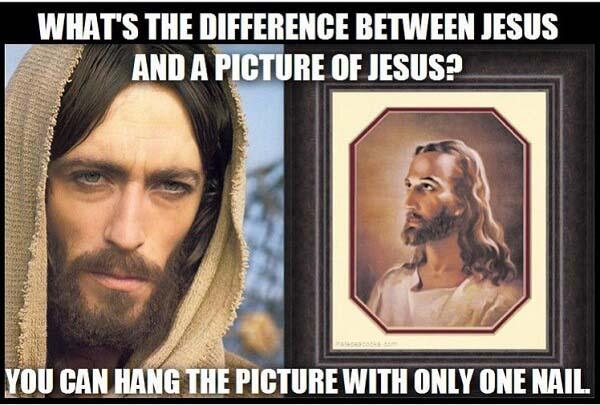 WHAT'S THE DIFFERENCE BETWEEN JESUS
AND A PICTURE OF JESUS?
YOU CAN HANG THE PICTURE WITH ONLY ONE NAIL.